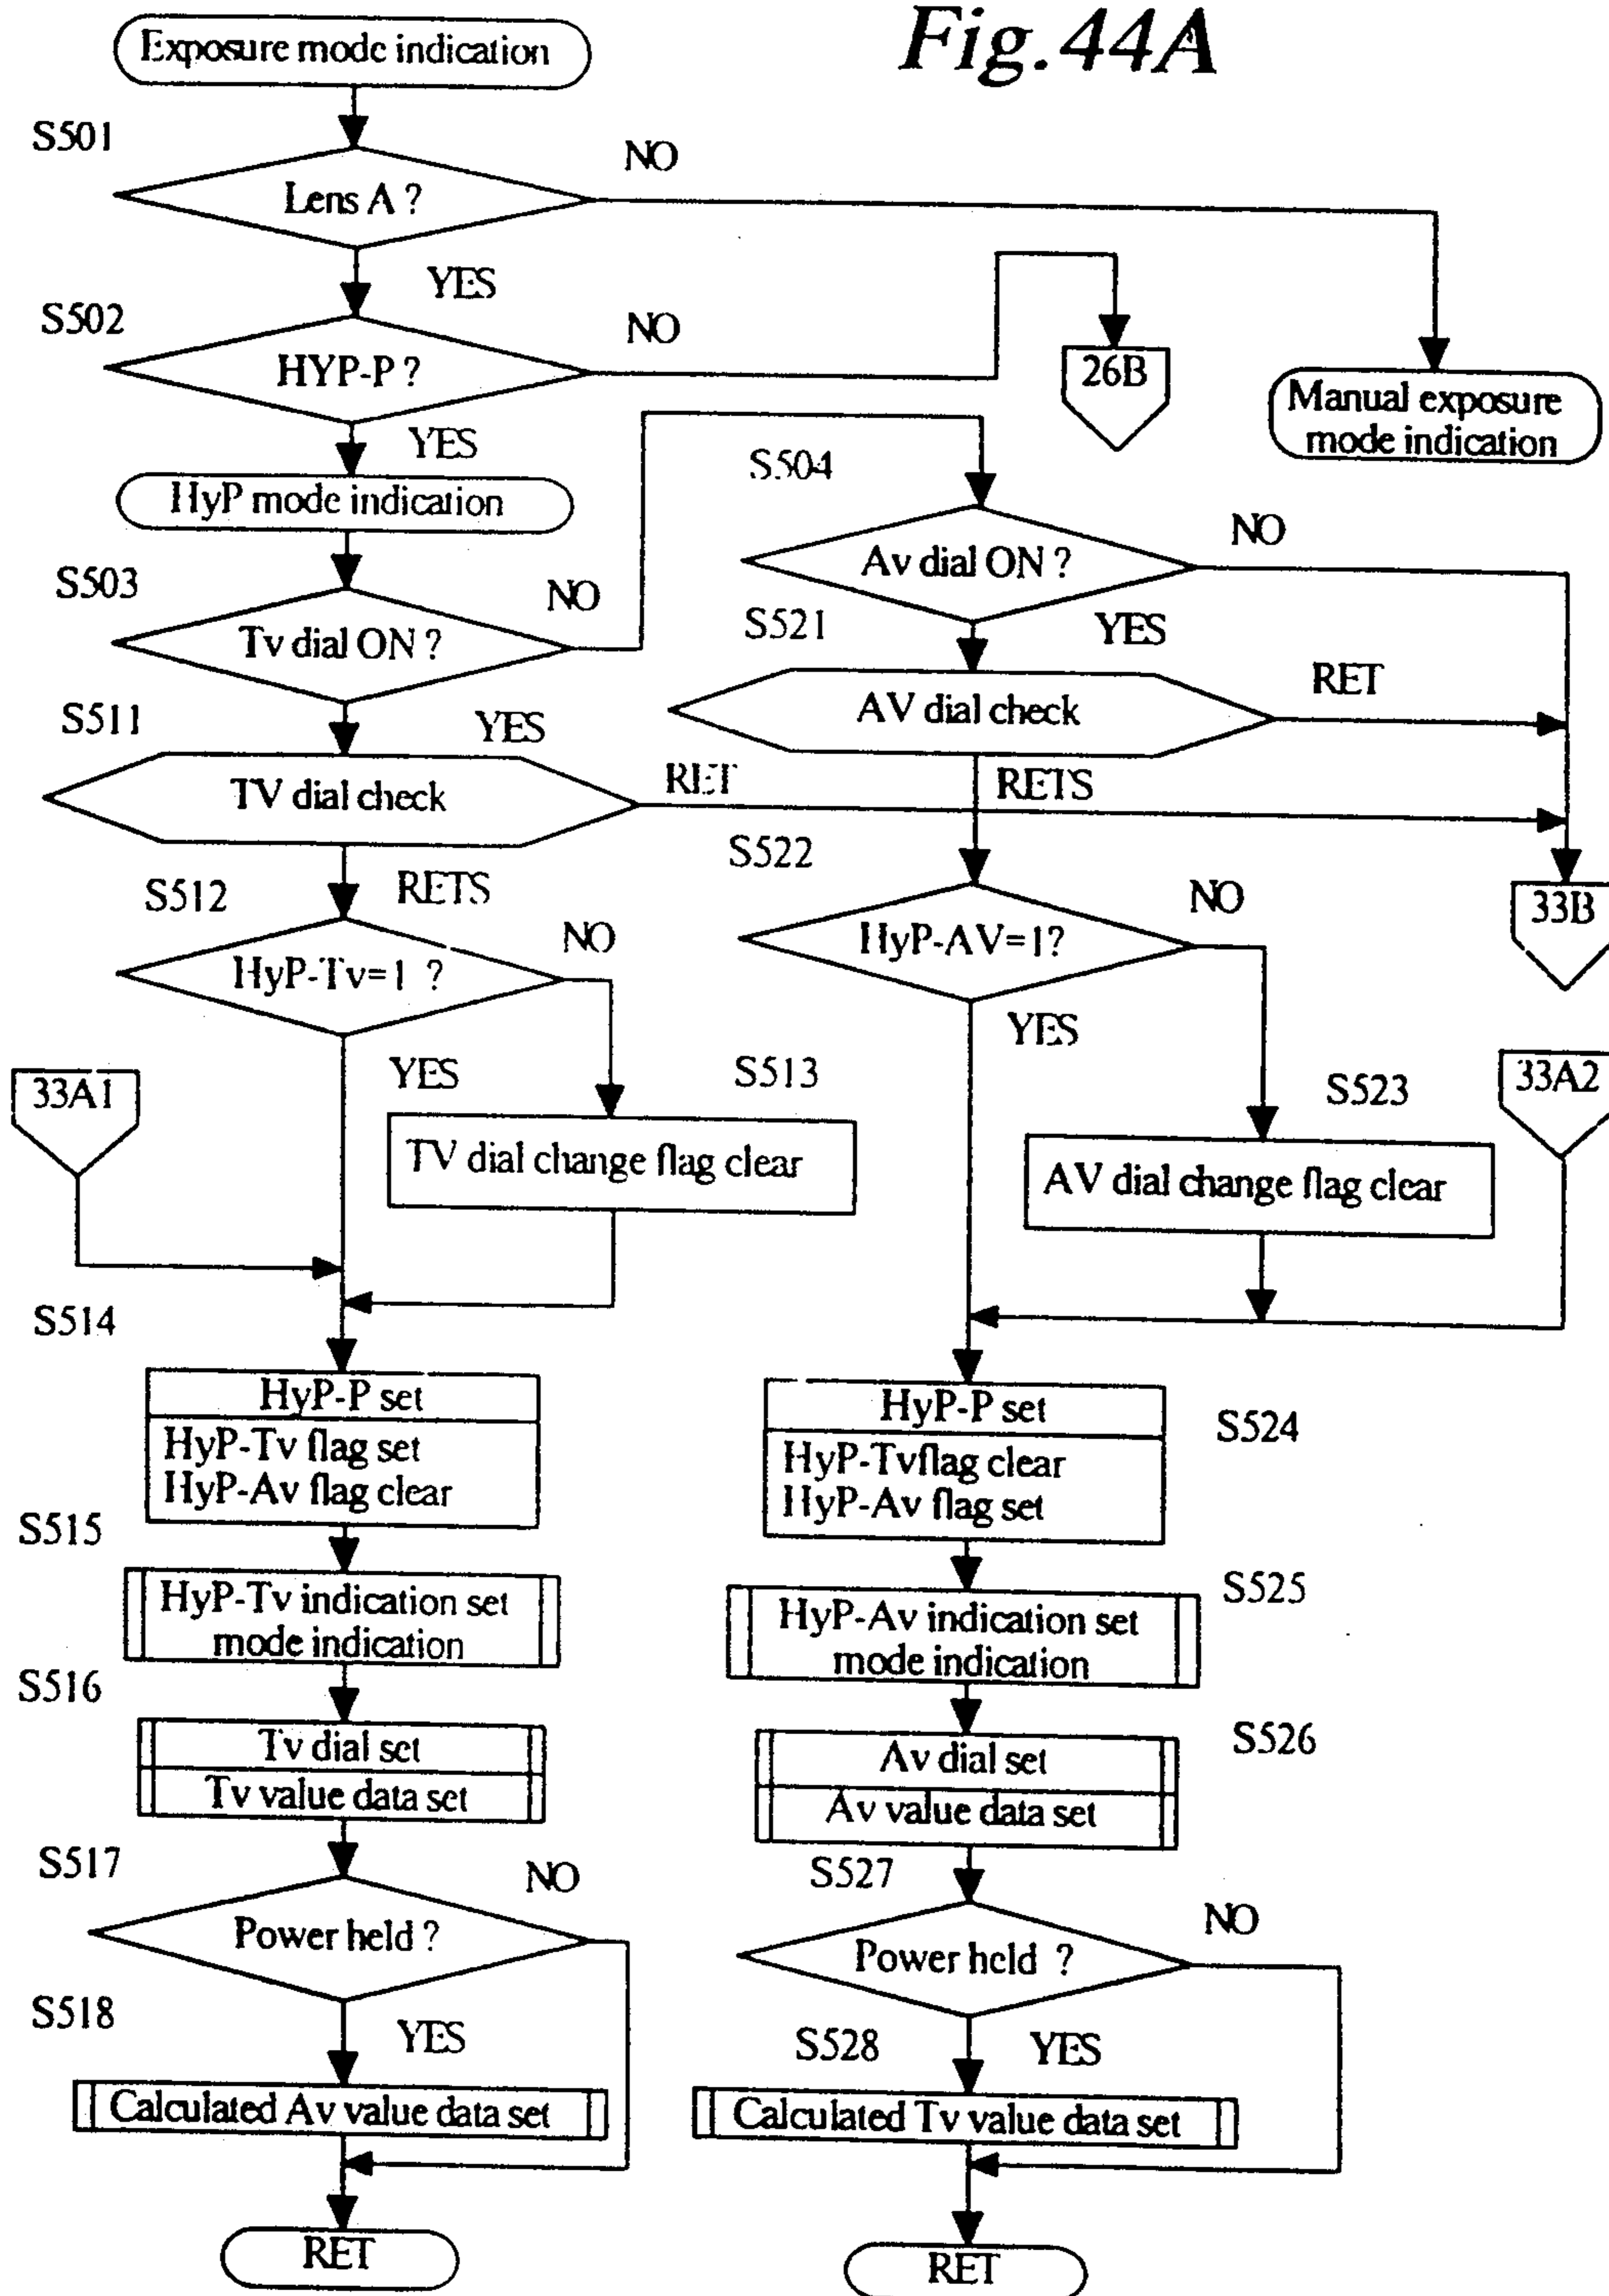 Fig.44A
Exposure mode indication
S501
Lens A ?
NO
YES
S502
HYP-P ?
NO
26B
Manual exposure
mode indication
YES
HyP mode indication
S503
Tv dial ON ?
NO
S504
Av dial ON ?
NO
YES
S511
TV dial check
RET
YES
S521
AV dial check
RET
RETS
S512
HyP-Tv=1 ?
NO
RETS
S522
HyP-AV=1?
NO
33B
YES
33A1
YES
S513
TV dial change flag clear
S523
AV dial change flag clear
33A2
S514
HyP-P set
HyP-Tv flag set
HyP-Av flag clear
HyP-P set
HyP-Tvflag clear
HyP-Av flag set
S524
S515
HyP-Tv indication set
mode indication
HyP-Av indication set
mode indication
S525
S516
Tv dial set
Tv value data set
Av dial set
Av value data set
S526
S517
Power held ?
NO
S527
Power held ?
NO
S518
YES
Calculated Av value data set
S528
YES
Calculated Tv value data set
RET
RET